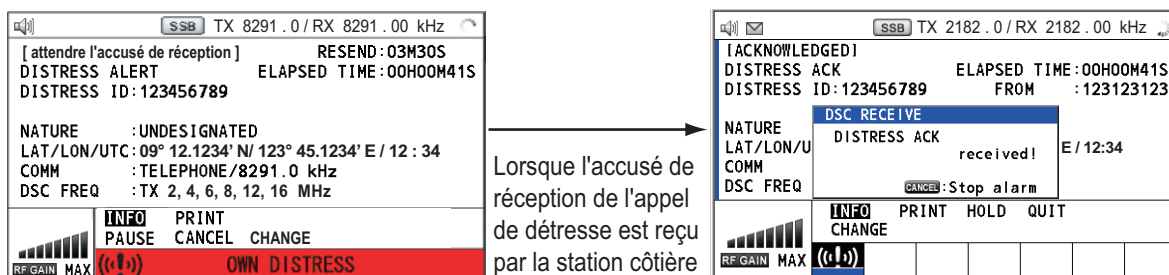 SSB TX 8291.0/RX 8291.00 kHz
[ attendre l'accusé de réception ] RESEND:03M30S
DISTRESS ALERT ELAPSED TIME:00H00M41S
DISTRESS ID:123456789
NATURE :UNDESIGNATED
LAT/LON/UTC:09° 12.1234' N/ 123° 45.1234' E / 12 : 34
COMM :TELEPHONE/8291.0 kHz
DSC FREQ :TX 2, 4, 6, 8, 12, 16 MHz
INFO PRINT
PAUSE CANCEL CHANGE
RF GAIN MAX OWN DISTRESS
Lorsque l'accusé de
réception de l'appel
de détresse est reçu
par la station côtière
SSB TX 2182.0/RX 2182.00 kHz
[ACKNOWLEDGED]
DISTRESS ACK ELAPSED TIME:00H00M41S
DISTRESS ID:123456789 FROM :123123123
DSC RECEIVE
NATURE
DISTRESS ACK
LAT/LON/U received! E / 12:34
COMM
DSC FREQ CANCEL:Stop alarm
INFO PRINT HOLD QUIT
CHANGE
RF GAIN MAX